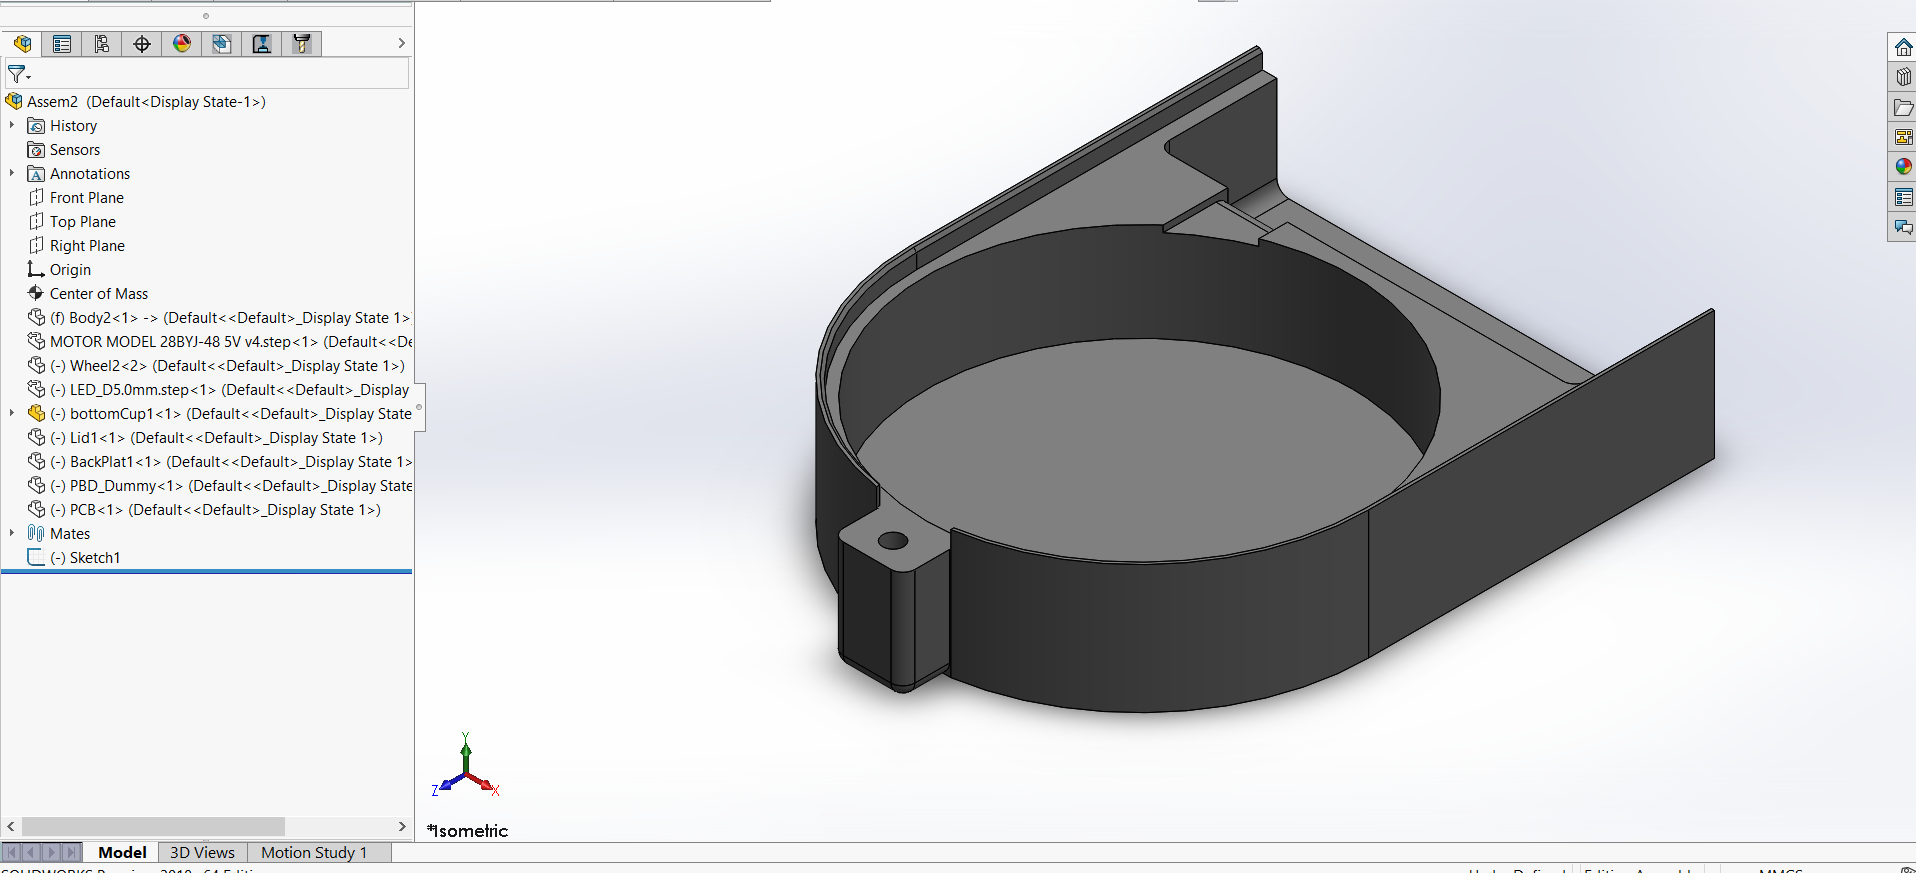 Assem2 (Default<Display State-1>)
History
Sensors
A Annotations
Front Plane
Top Plane
Right Plane
Origin
Center of Mass
(f) Body2<1> -> (Default<<Default>_Display State 1>
MOTOR MODEL 28BYJ-48 5V v4.step<1> (Default<<De
(-) Wheel2<2> (Default<<Default>_Display State 1>)
(-) LED_D5.0mm.step<1> (Default<<Default>_Display
(-) bottomCup1<1> (Default<<Default>_Display State
(-) Lid1<1> (Default<<Default>_Display State 1>)
(-) BackPlat1<1> (Default<<Default>_Display State 1>
(-) PBD_Dummy<1> (Default<<Default>_Display State
(-) PCB<1> (Default<<Default>_Display State 1>)
Mates
(-) Sketch1
Y
Z X
*Isometric
Model 3D Views Motion Study 1